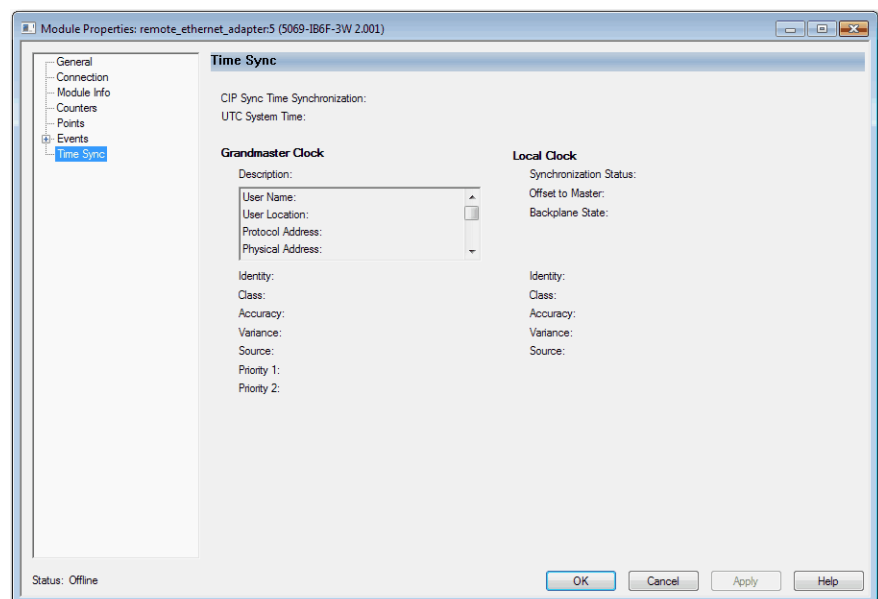 Module Properties: remote_ethernet_adapter:5 (5069-IB6F-3W 2.001)
General
Connection
Module Info
Counters
Points
Events
Time Sync
Time Sync
CIP Sync Time Synchronization:
UTC System Time:
Grandmaster Clock
Description:
User Name:
User Location:
Protocol Address:
Physical Address:
Identity:
Class:
Accuracy:
Variance:
Source:
Priority 1:
Priority 2:
Local Clock
Synchronization Status:
Offset to Master:
Backplane State:
Identity:
Class:
Accuracy:
Variance:
Source:
Status: Offline
OK
Cancel
Apply
Help